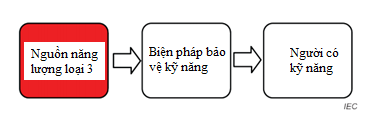 Nguồn năng
lượng loại 3
Biện pháp bảo
vệ kỹ năng
Người có
kỹ năng
IEC